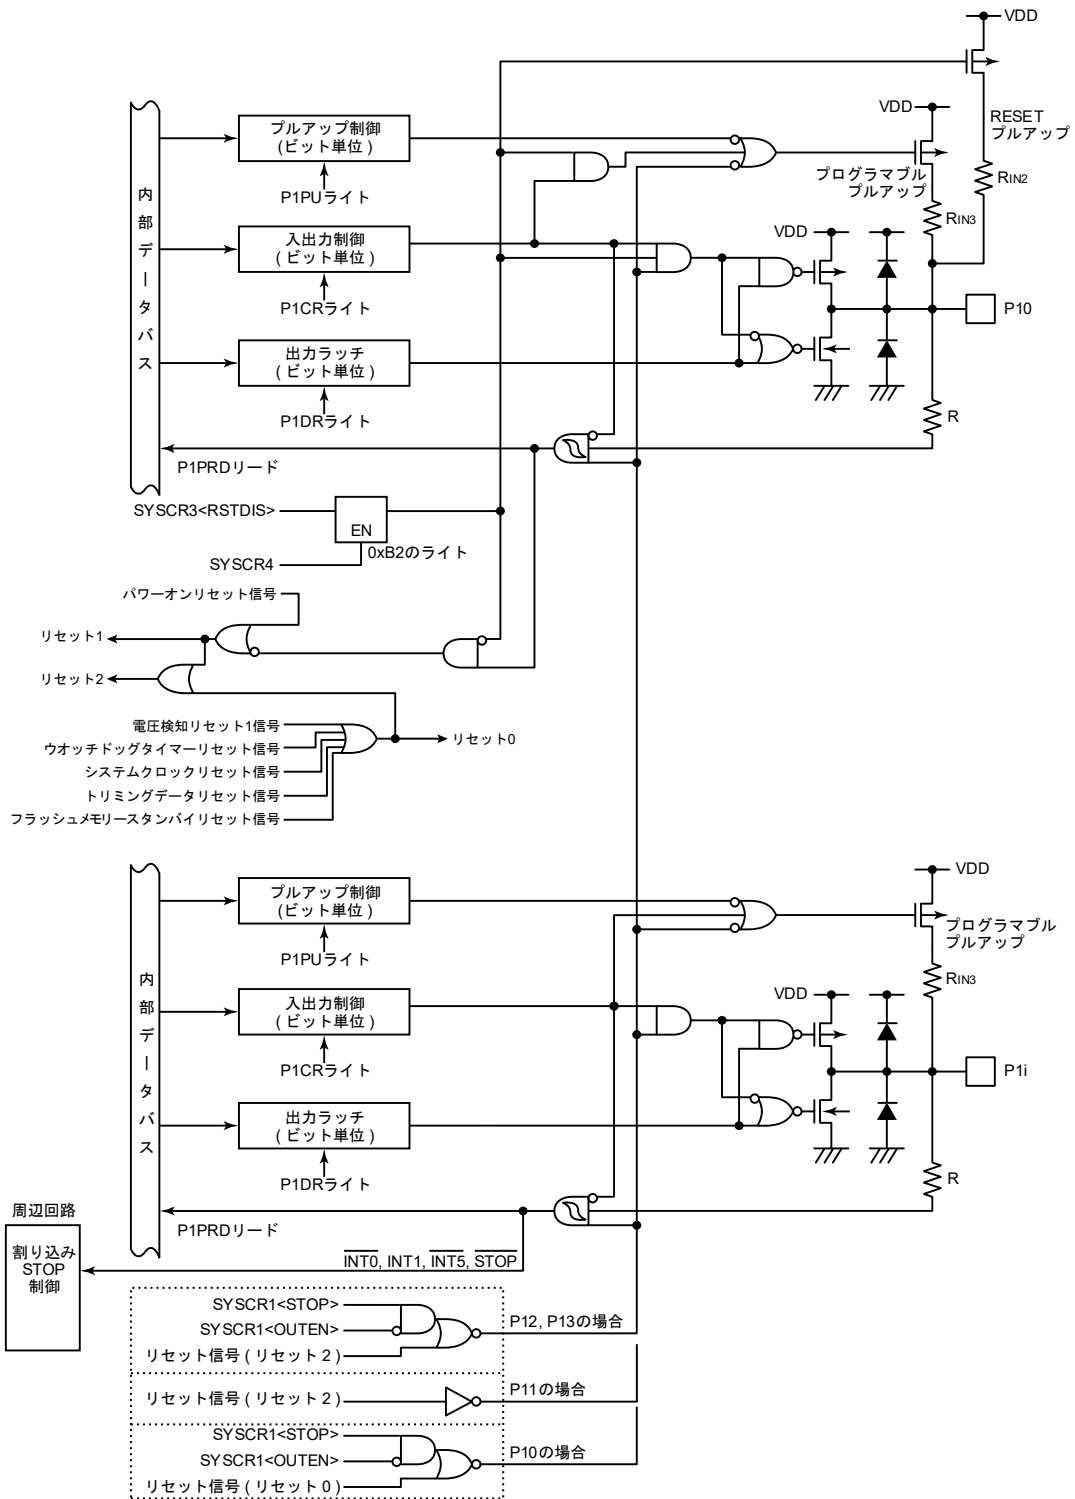 VDD
RESET
プルアップ
RIN2
VDD
プログラマブル
プルアップ
RIN3
内部データバス
プルアップ制御
(ビット単位)
P1PUライト
入出力制御
(ビット単位)
P1CRライト
VDD
P10
出力ラッチ
(ビット単位)
P1DRライト
R
P1PRDリード
SYSCR3<RSTDIS>
EN
0xB2のライト
SYSCR4
パワーオンリセット信号
リセット1
リセット2
電圧検知リセット1信号
リセット0
ウオッチドッグタイマーリセット信号
システムクロックリセット信号
トリミングデータリセット信号
フラッシュメモリースタンバイリセット信号
VDD
プログラマブル
プルアップ
RIN3
内部データバス
プルアップ制御
(ビット単位)
P1PUライト
入出力制御
(ビット単位)
P1CRライト
VDD
P1i
出力ラッチ
(ビット単位)
P1DRライト
R
P1PRDリード
周辺回路
割り込み
STOP
制御
INT0, INT1, INT5, STOP
SYSCR1<STOP>
SYSCR1<OUTEN>
リセット信号(リセット2)
P12, P13の場合
リセット信号(リセット2)
P11の場合
SYSCR1<STOP>
SYSCR1<OUTEN>
リセット信号(リセット0)
P10の場合